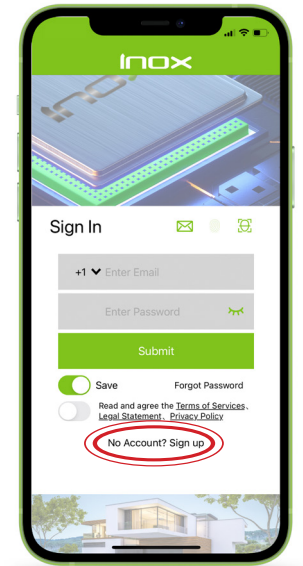 INOX
Sign In
+1 Enter Email
Enter Password
Submit
Save Forgot Password
Read and agree the Terms of Services、
Legal Statement、Privacy Policy
No Account? Sign up